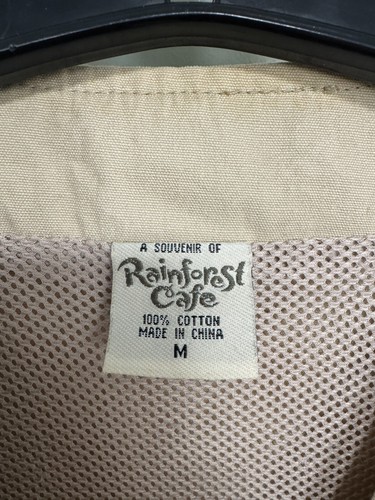 A SOUVENIR OF
Rainforest
Cafe
100% COTTON
MADE IN CHINA
M